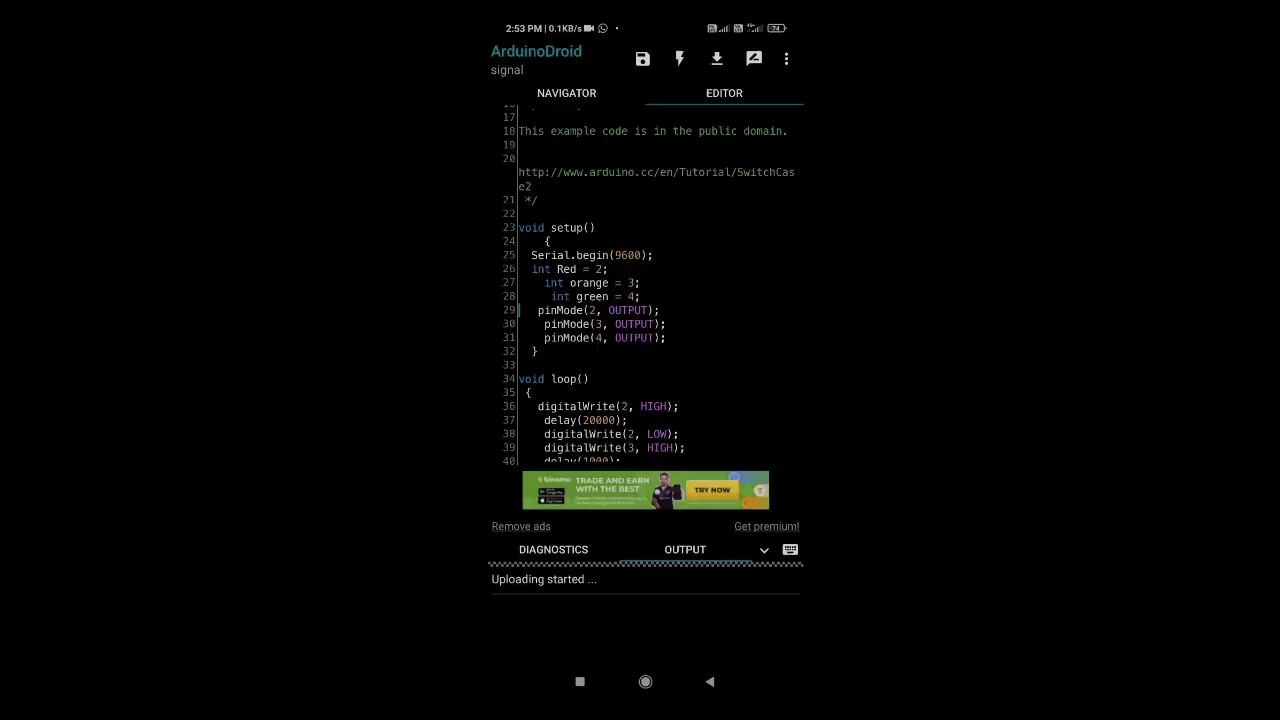 2:53 PM | 0.1KB/s
74
ArduinoDroid
signal
NAVIGATOR
EDITOR
17
18 This example code is in the public domain.
19
20
http://www.arduino.cc/en/Tutorial/SwitchCas
e2
21 */
22
23 void setup()
24 {
25 Serial.begin(9600);
26 int Red = 2;
27 int orange = 3;
28 int green = 4;
29 pinMode(2, OUTPUT);
30 pinMode(3, OUTPUT);
31 pinMode(4, OUTPUT);
32 }
33
34 void loop()
35 {
36 digitalWrite(2, HIGH);
37 delay(20000);
38 digitalWrite(2, LOW);
39 digitalWrite(3, HIGH);
40 delay(1000);
binomo
TRADE AND EARN
WITH THE BEST
TRY NOW
Remove ads
Get premium!
DIAGNOSTICS
OUTPUT
Uploading started ...